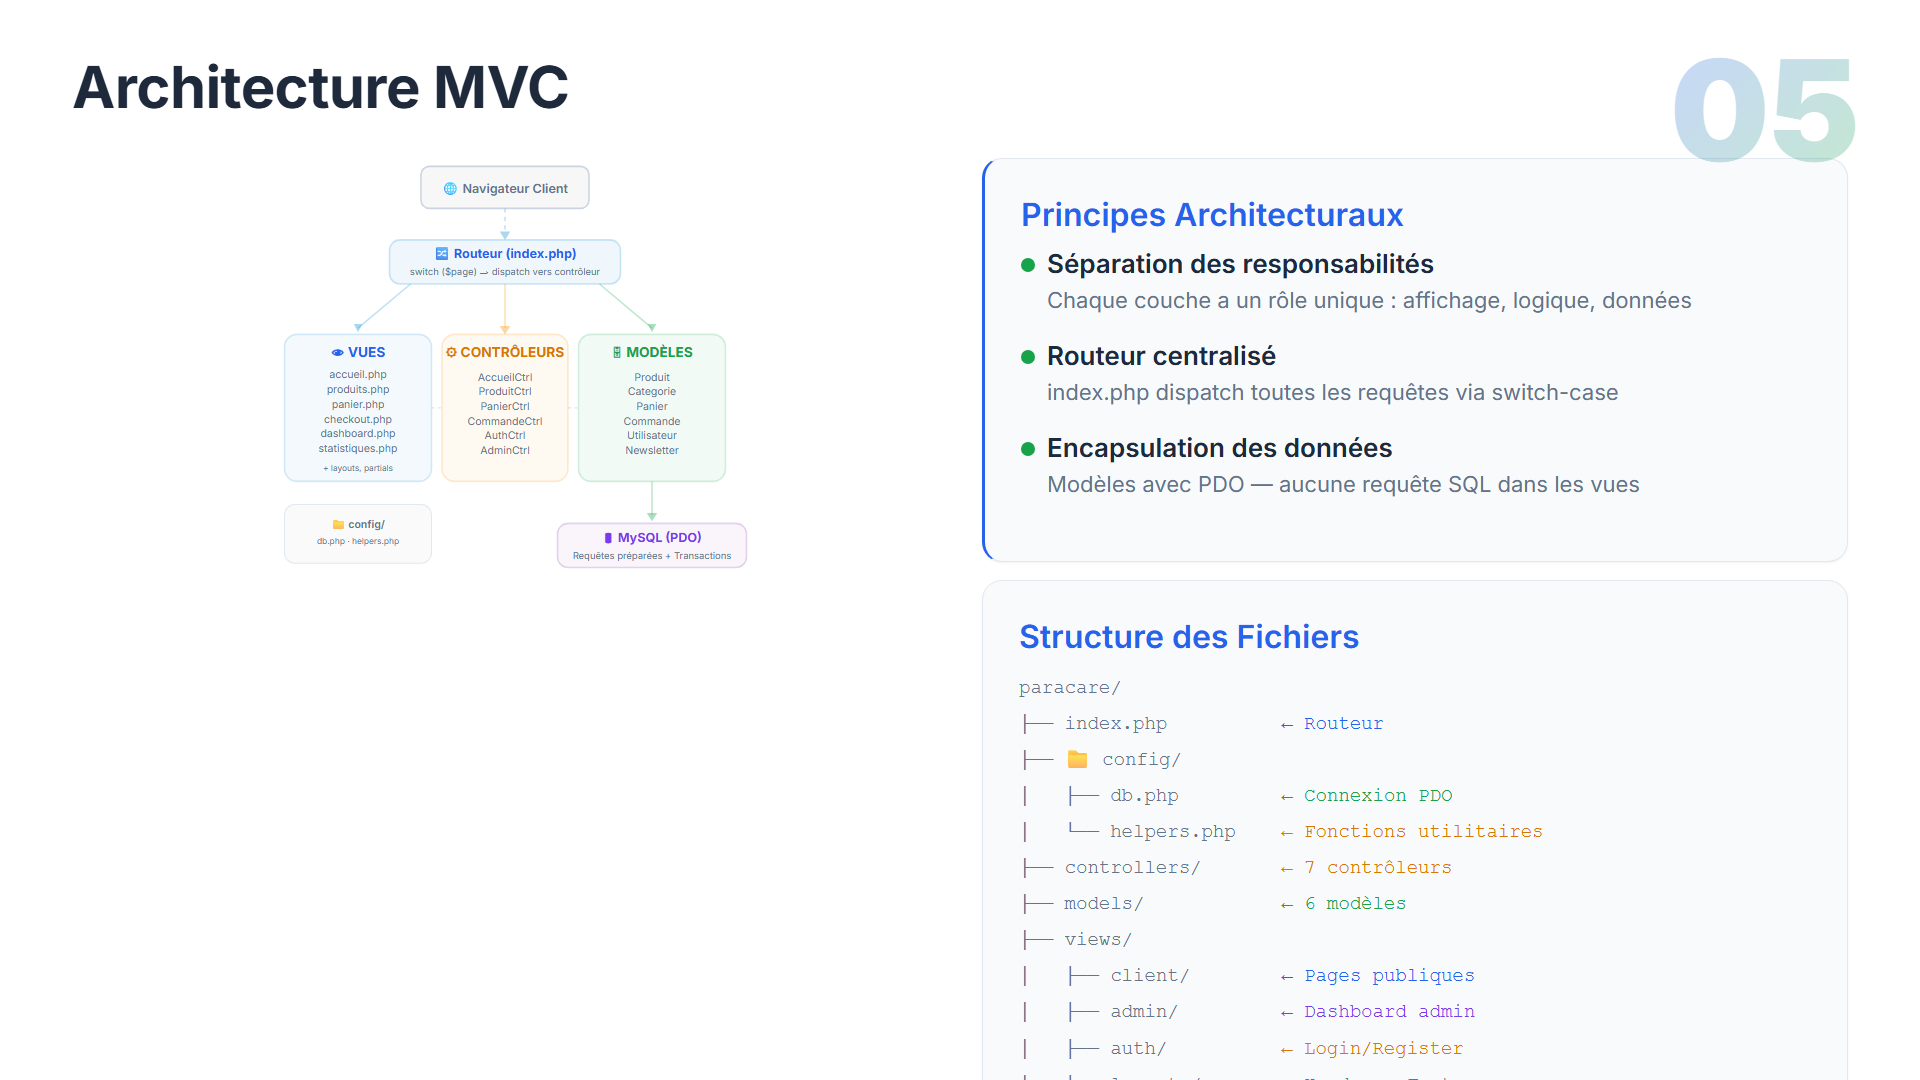 Architecture MVC
05
🌐 Navigateur Client
🔀 Routeur (index.php)
switch ($page) → dispatch vers contrôleur
👁 VUES
accueil.php
produits.php
panier.php
checkout.php
dashboard.php
statistiques.php
+ layouts, partials
⚙ CONTRÔLEURS
AccueilCtrl
ProduitCtrl
PanierCtrl
CommandeCtrl
AuthCtrl
AdminCtrl
🗄 MODÈLES
Produit
Categorie
Panier
Commande
Utilisateur
Newsletter
📁 config/
db.php · helpers.php
MySQL (PDO)
Requêtes préparées + Transactions
Principes Architecturaux
Séparation des responsabilités
Chaque couche a un rôle unique : affichage, logique, données
Routeur centralisé
index.php dispatch toutes les requêtes via switch-case
Encapsulation des données
Modèles avec PDO — aucune requête SQL dans les vues
Structure des Fichiers
paracare/
├── index.php ← Routeur
├── 📁 config/
│ ├── db.php ← Connexion PDO
│ └── helpers.php ← Fonctions utilitaires
├── controllers/ ← 7 contrôleurs
├── models/ ← 6 modèles
├── views/
│ ├── client/ ← Pages publiques
│ ├── admin/ ← Dashboard admin
│ ├── auth/ ← Login/Register